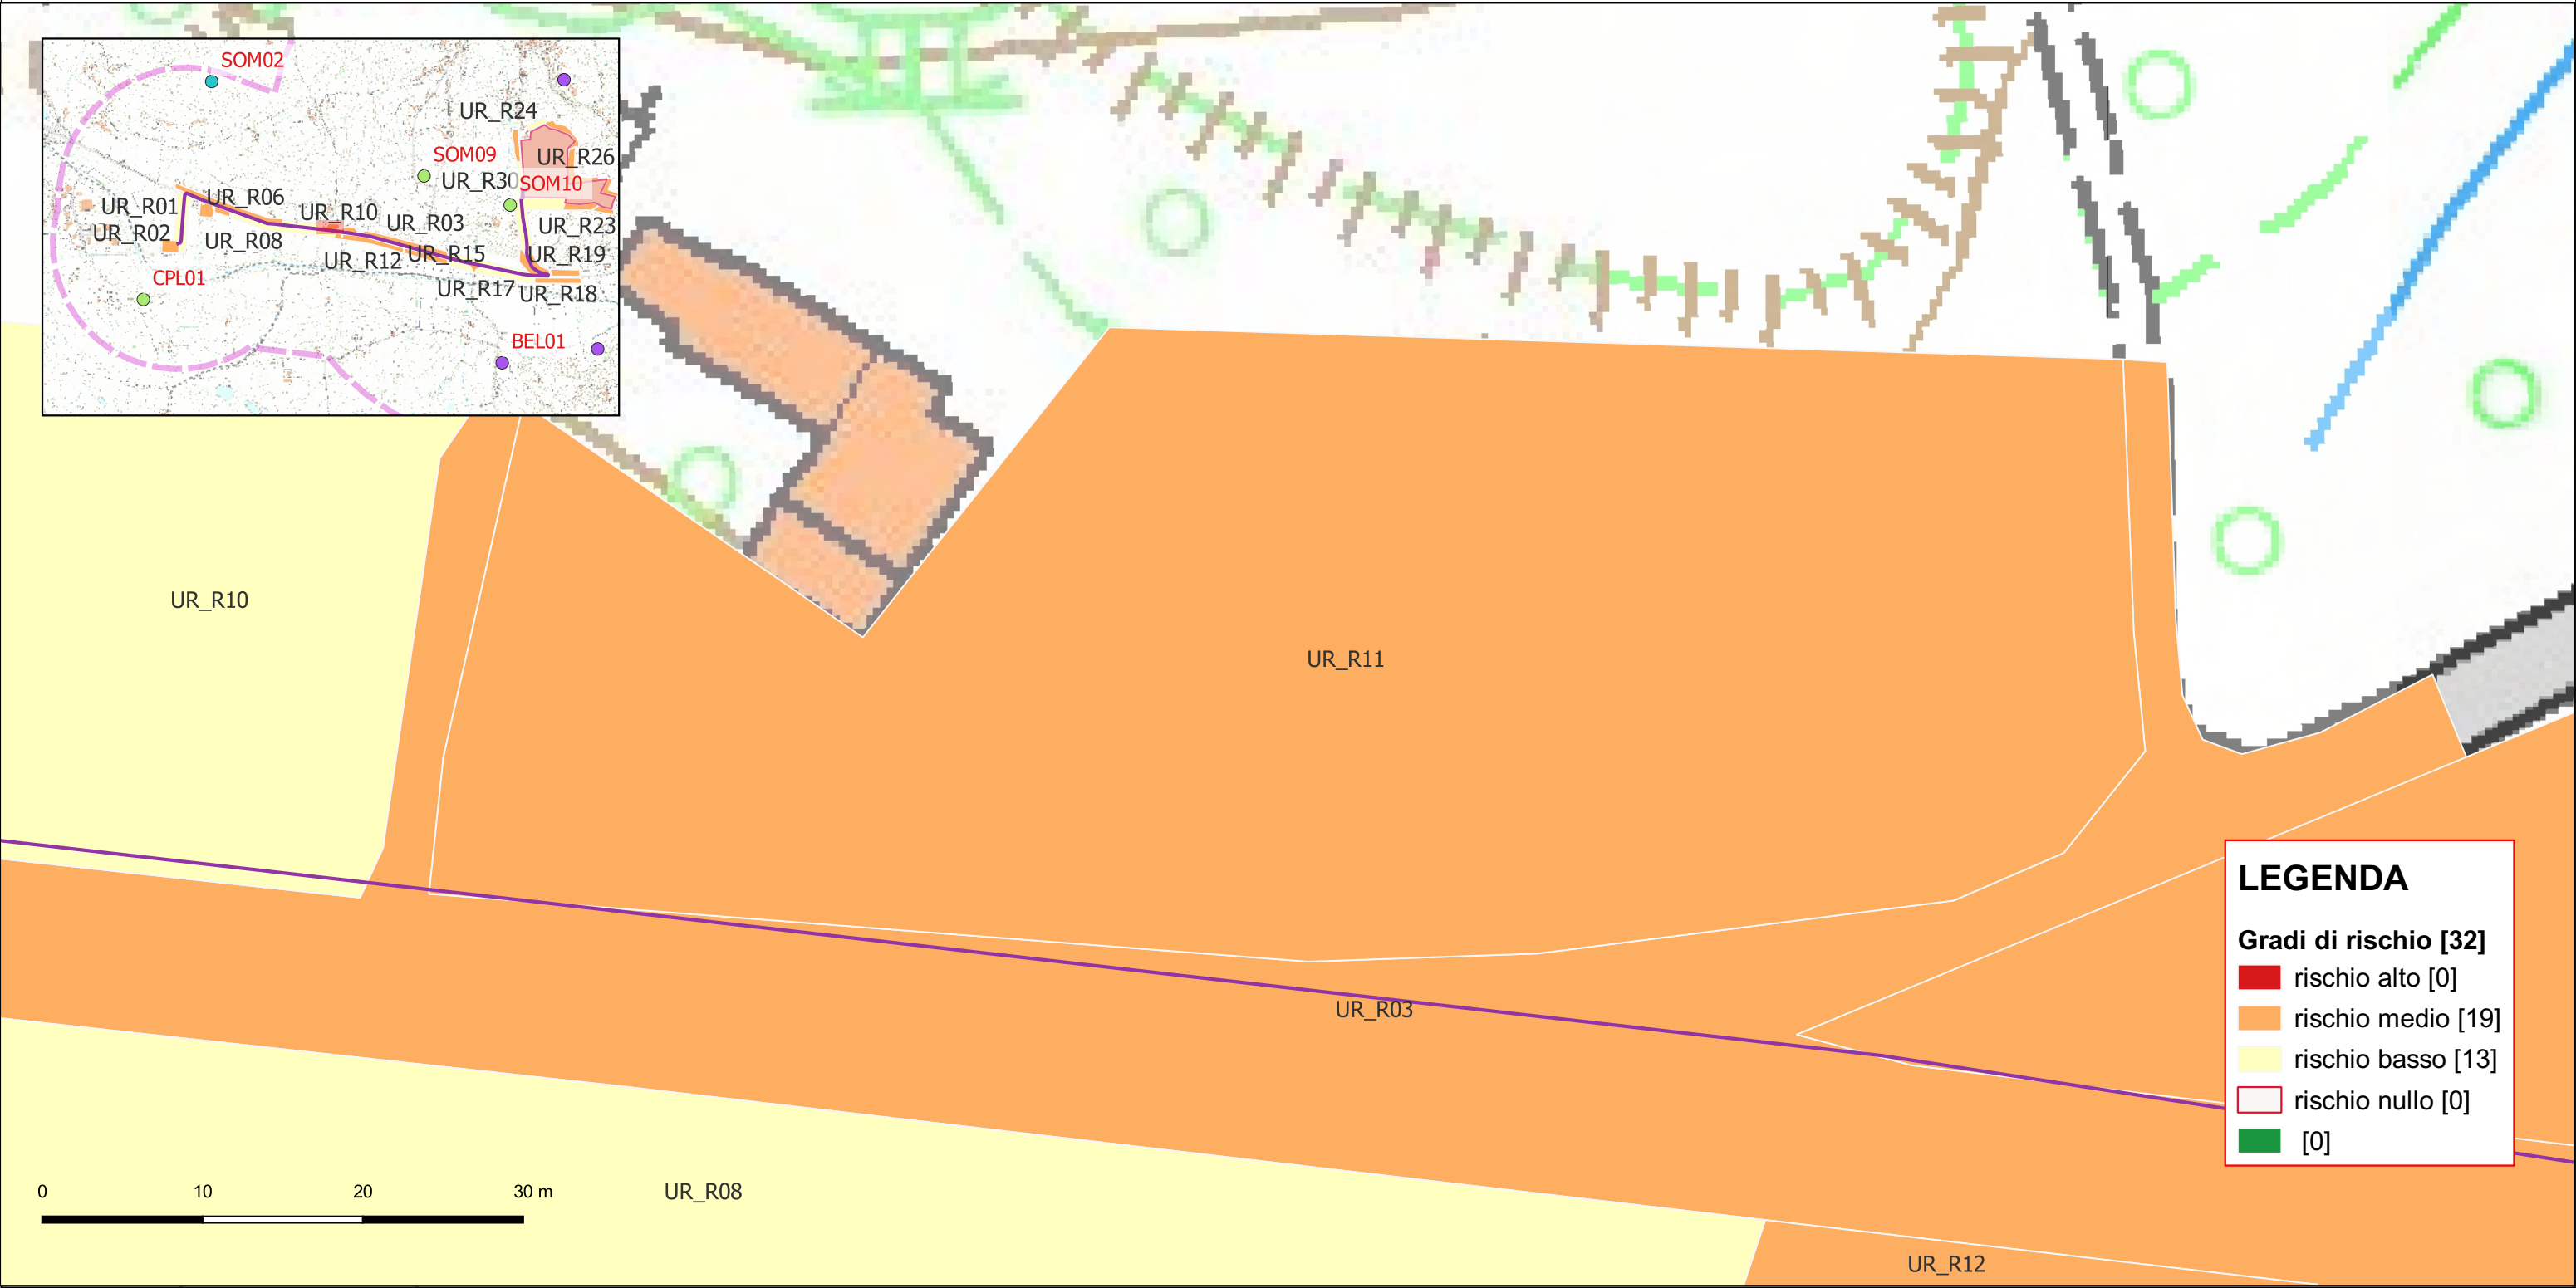 SOM02
UR_R24
SOM09
UR_R26
UR_R30
SOM10
UR_R01
UR_R06
UR_R10
UR_R03
UR_R23
UR_R02
UR_R08
UR_R12
UR_R15
UR_R19
CPL01
UR_R17
UR_R18
BEL01
UR_R10
UR_R11
UR_R03
UR_R08
UR_R12
0 10 20 30 m
LEGENDA
Gradi di rischio [32]
rischio alto [0]
rischio medio [19]
rischio basso [13]
rischio nullo [0]
[0]